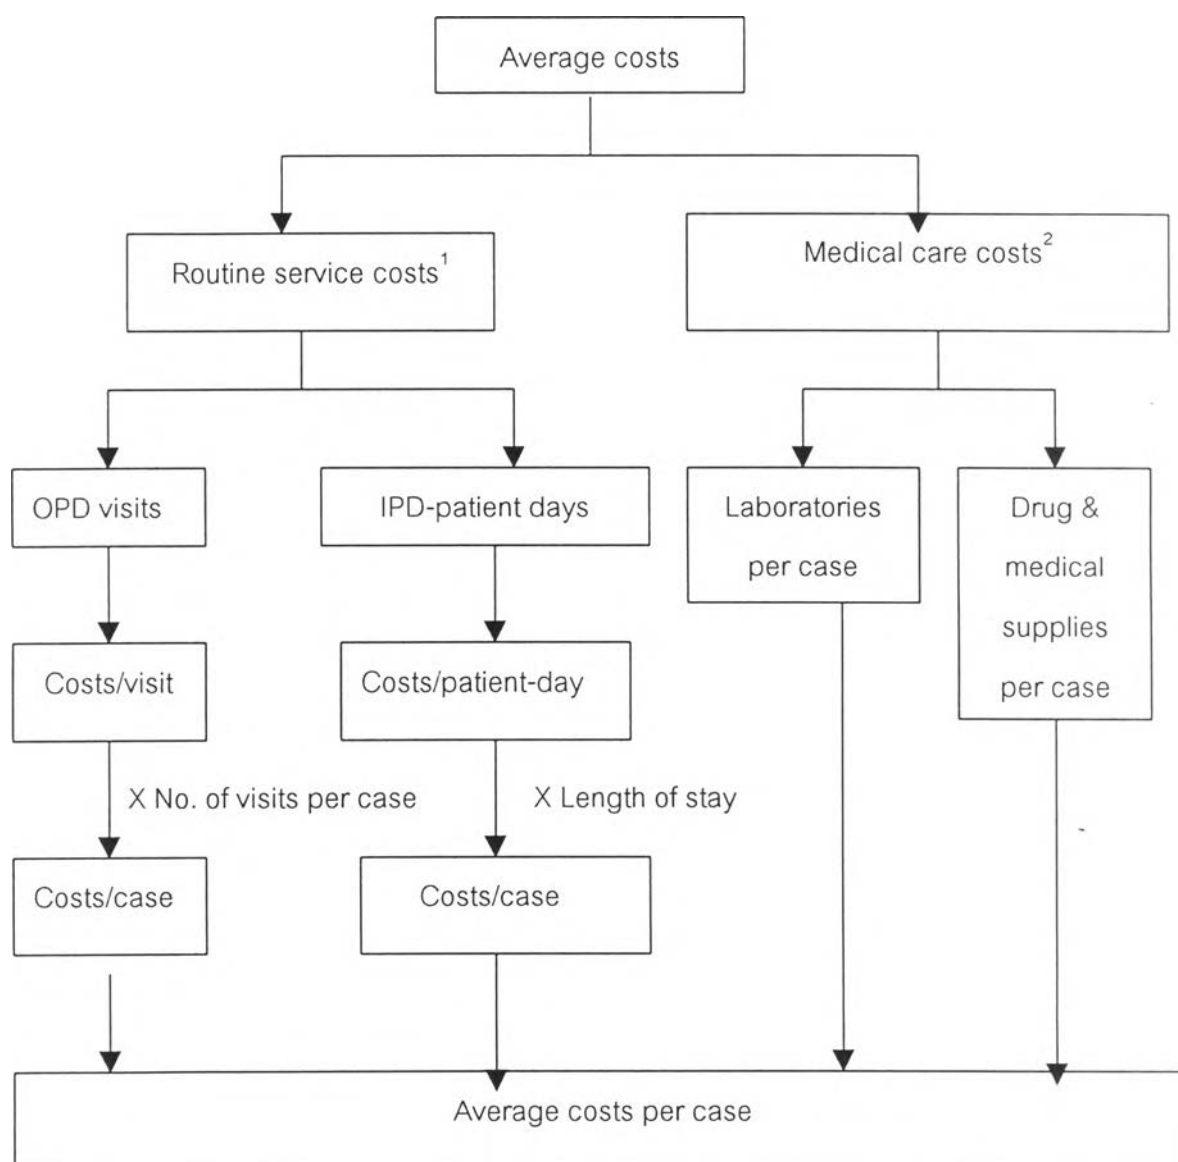 Average costs
Routine service costs1
Medical care costs2
OPD visits
IPD-patient days
Laboratories
per case
Drug &
medical
supplies
per case
Costs/visit
Costs/patient-day
X No. of visits per case
X Length of stay
Costs/case
Costs/case
Average costs per case